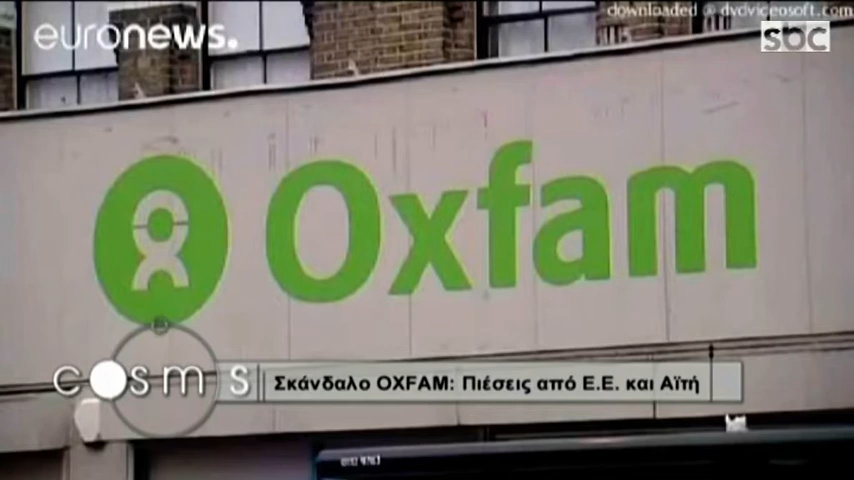 downloaded @ dvdvideosoft.com
euronews.
SBC
Oxfam
cosmos
Σκάνδαλο OXFAM: Πιέσεις από Ε.Ε. και Αϊτή